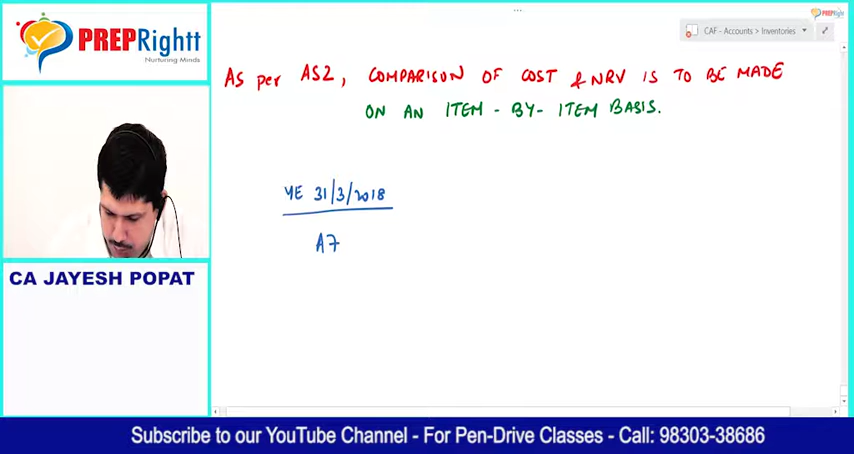 PREPRightt
Nurturing Minds
CAF - Accounts > Inventories
PREPRightt
AS per AS2, COMPARISON OF COST & NRV IS TO BE MADE
ON AN ITEM - BY - ITEM BASIS.
YE 31/3/2018
A7
CA JAYESH POPAT
Subscribe to our YouTube Channel - For Pen-Drive Classes - Call: 98303-38686